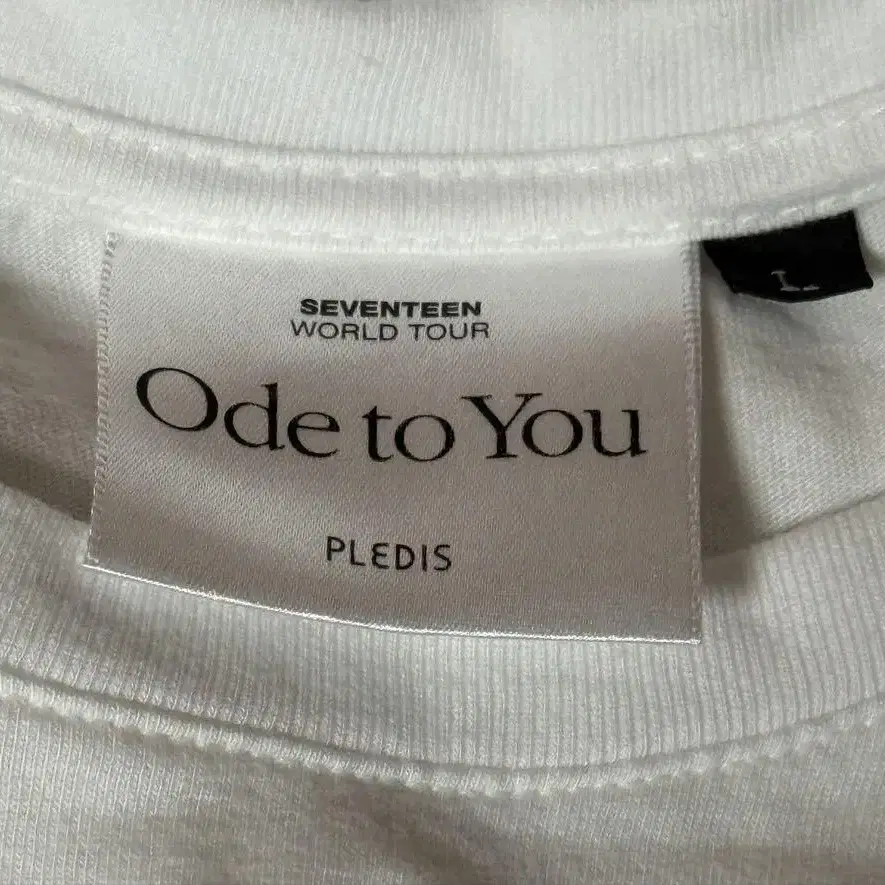 SEVENTEEN
WORLD TOUR
Ode to You
PLEDIS
L